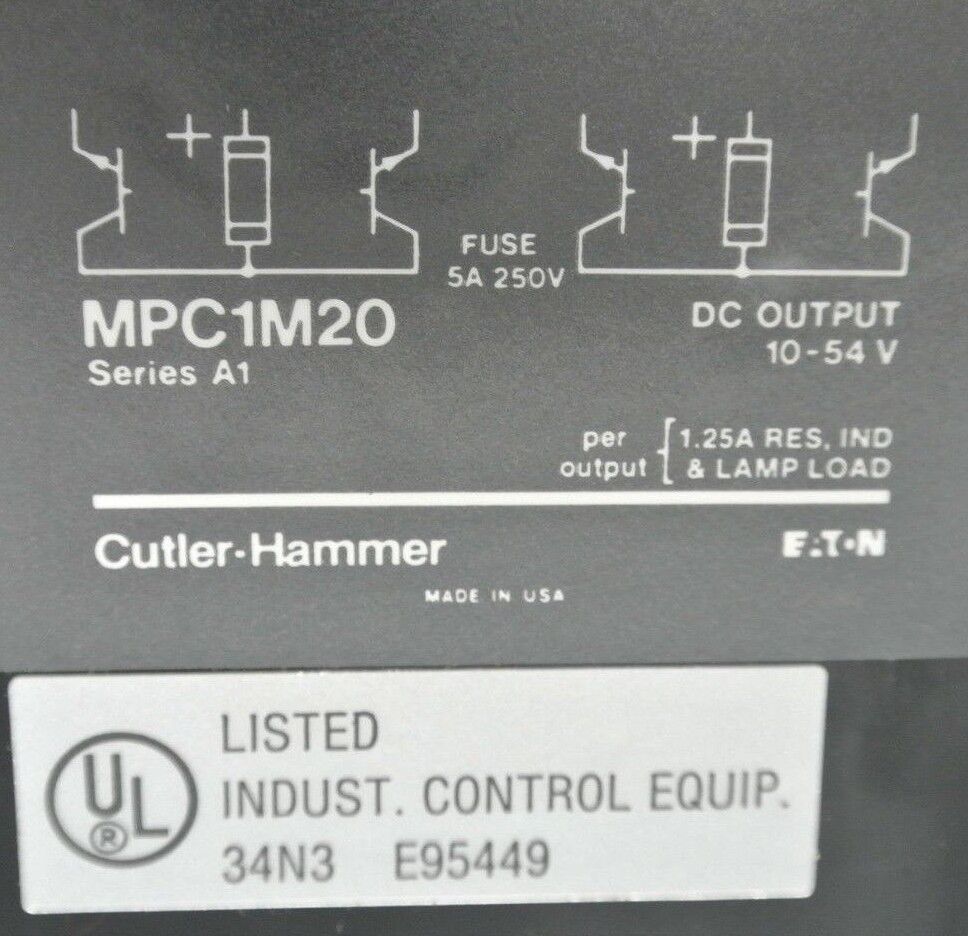 + +
FUSE
5A 250V
MPC1M20
Series A1
DC OUTPUT
10-54 V
per output { 1.25A RES, IND
& LAMP LOAD
Cutler-Hammer
EATON
MADE IN USA
UL ®
LISTED
INDUST. CONTROL EQUIP.
34N3 E95449